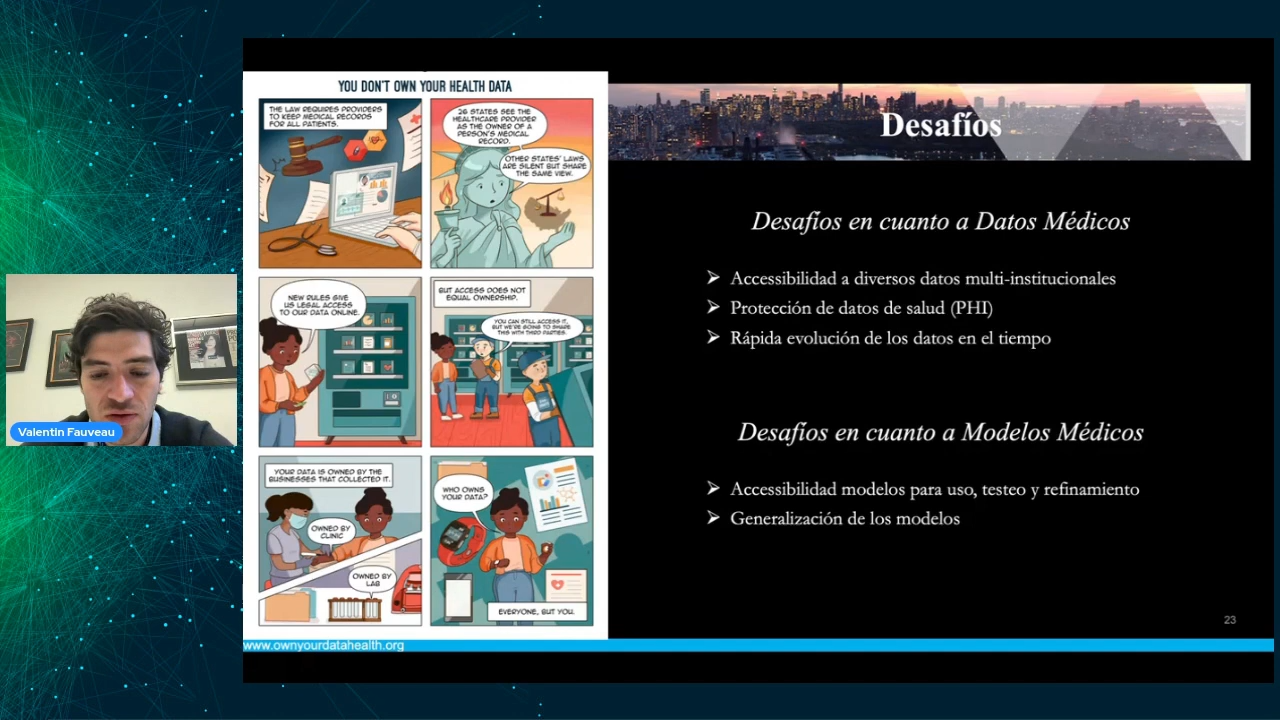 YOU DON'T OWN YOUR HEALTH DATA
THE LAW REQUIRES PROVIDERS
TO KEEP MEDICAL RECORDS
FOR ALL PATIENTS.
26 STATES SEE THE
HEALTHCARE PROVIDER
AS THE OWNER OF A
PERSON'S MEDICAL
RECORD.
OTHER STATES' LAWS
ARE SILENT BUT SHARE
THE SAME VIEW.
NEW RULES GIVE
US LEGAL ACCESS
TO OUR DATA ONLINE.
BUT ACCESS DOES NOT
EQUAL OWNERSHIP.
YOU CAN STILL ACCESS IT,
BUT WE'RE GOING TO SHARE
THIS WITH THIRD PARTIES.
YOUR DATA IS OWNED BY THE
BUSINESSES THAT COLLECTED IT.
OWNED BY
CLINIC
OWNED BY
LAB
WHO OWNS
YOUR DATA?
EVERYONE, BUT YOU.
www.ownyourdatahealth.org
Desafíos
Desafíos en cuanto a Datos Médicos
➢ Accessibilidad a diversos datos multi-institucionales
➢ Protección de datos de salud (PHI)
➢ Rápida evolución de los datos en el tiempo
Desafíos en cuanto a Modelos Médicos
➢ Accessibilidad modelos para uso, testeo y refinamiento
➢ Generalización de los modelos
23
Valentin Fauveau